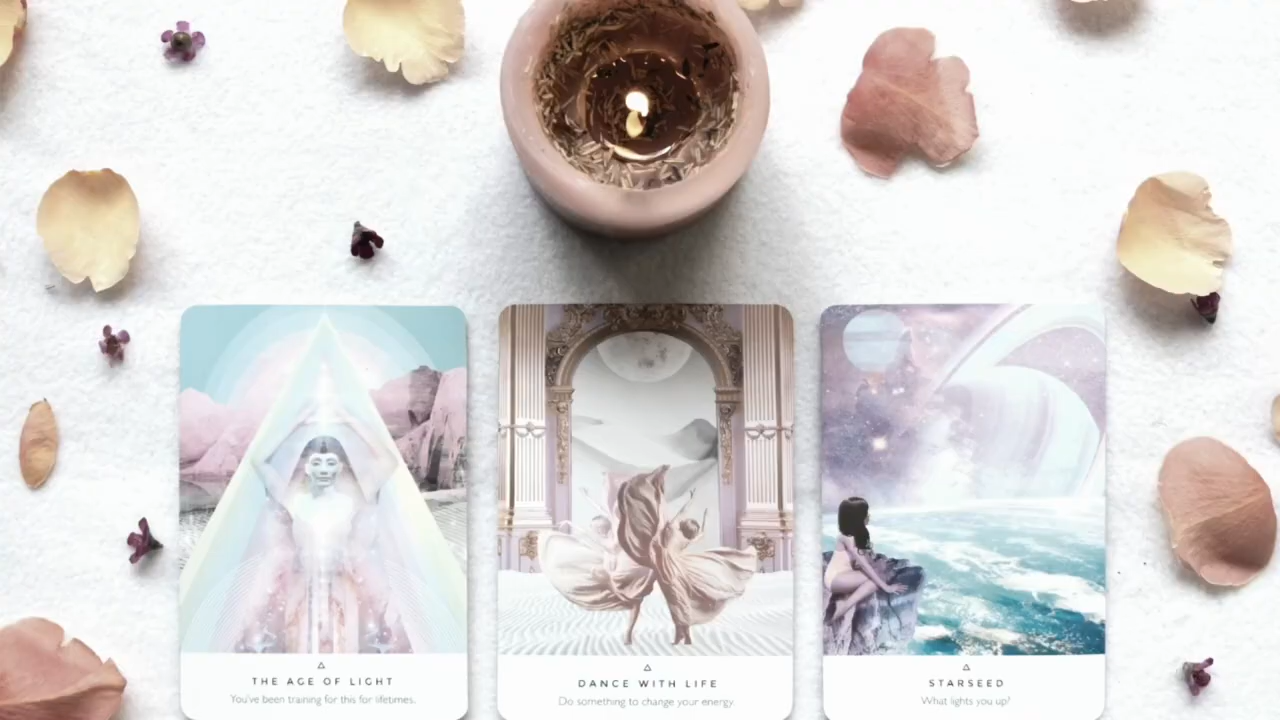 THE AGE OF LIGHT
You've been training for this for lifetimes.
DANCE WITH LIFE
Do something to change your energy.
STARSEED
What lights you up?